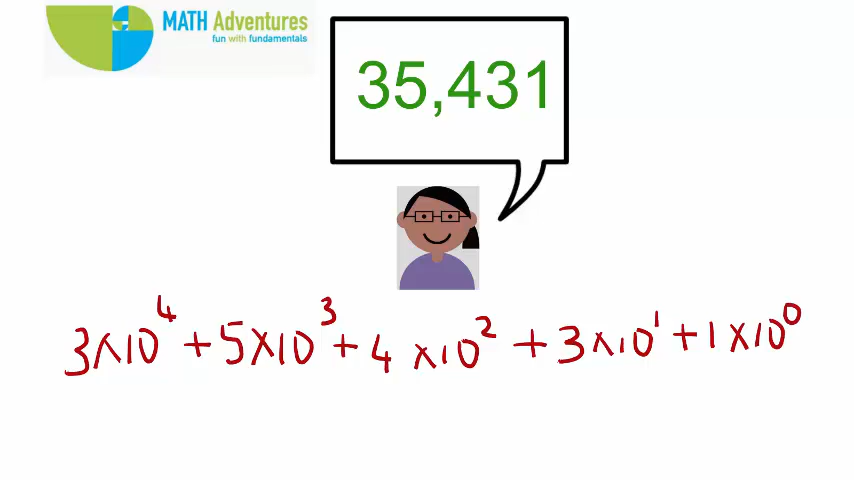 MATH Adventures
fun with fundamentals
35,431
3×10⁴ + 5×10³ + 4×10² + 3×10¹ + 1×10⁰